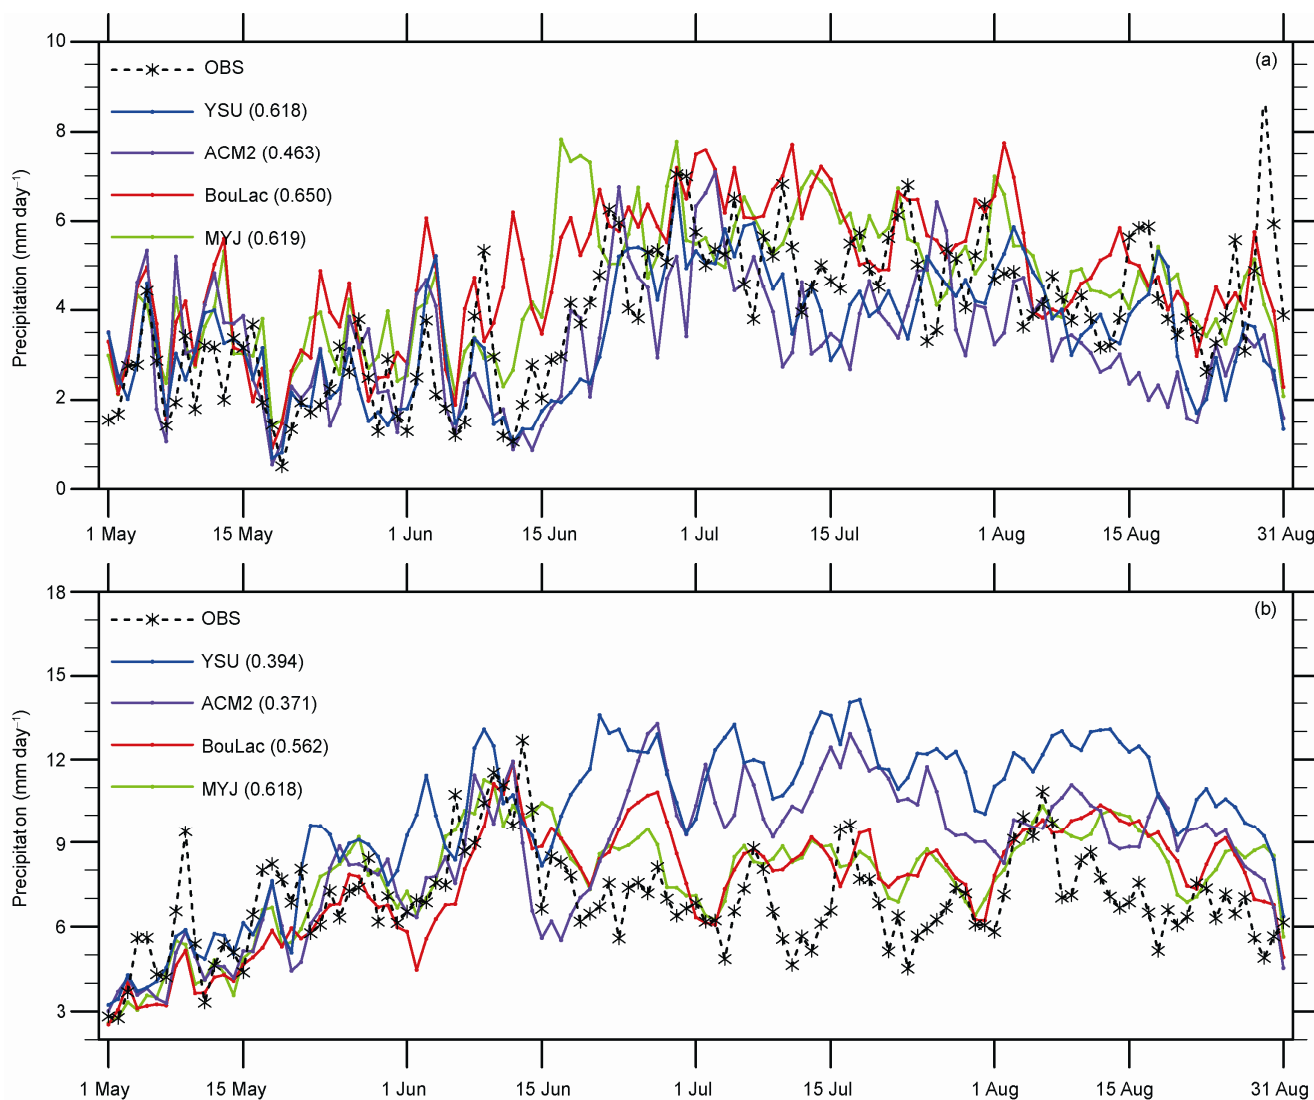 (a)
10
8
6
4
2
0
Precipitation (mm day⁻¹)
OBS
YSU (0.618)
ACM2 (0.463)
BouLac (0.650)
MYJ (0.619)
1 May 15 May 1 Jun 15 Jun 1 Jul 15 Jul 1 Aug 15 Aug 31 Aug
(b)
18
15
12
9
6
3
Precipitaton (mm day⁻¹)
OBS
YSU (0.394)
ACM2 (0.371)
BouLac (0.562)
MYJ (0.618)
1 May 15 May 1 Jun 15 Jun 1 Jul 15 Jul 1 Aug 15 Aug 31 Aug